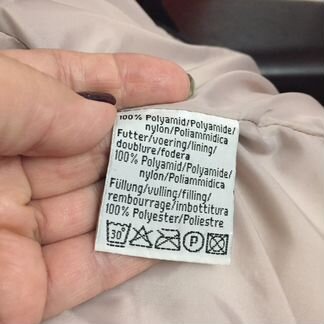 100% Polyamid/Polyamide/
nylon/Poliammidica
Futter/voering/lining/
doublure/fodera
100% Polyamid/Polyamide/
nylon/Poliammidica
Füllung/vulling/filling/
rembourrage/imbottitura
100% Polyester/Poliestre
30° P